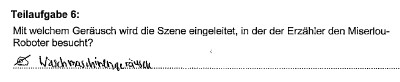 Teilaufgabe 6:
Mit welchem Geräusch wird die Szene eingeleitet, in der der Erzähler den Miserlou-
Roboter besucht?
Waschmaschinengeräusch